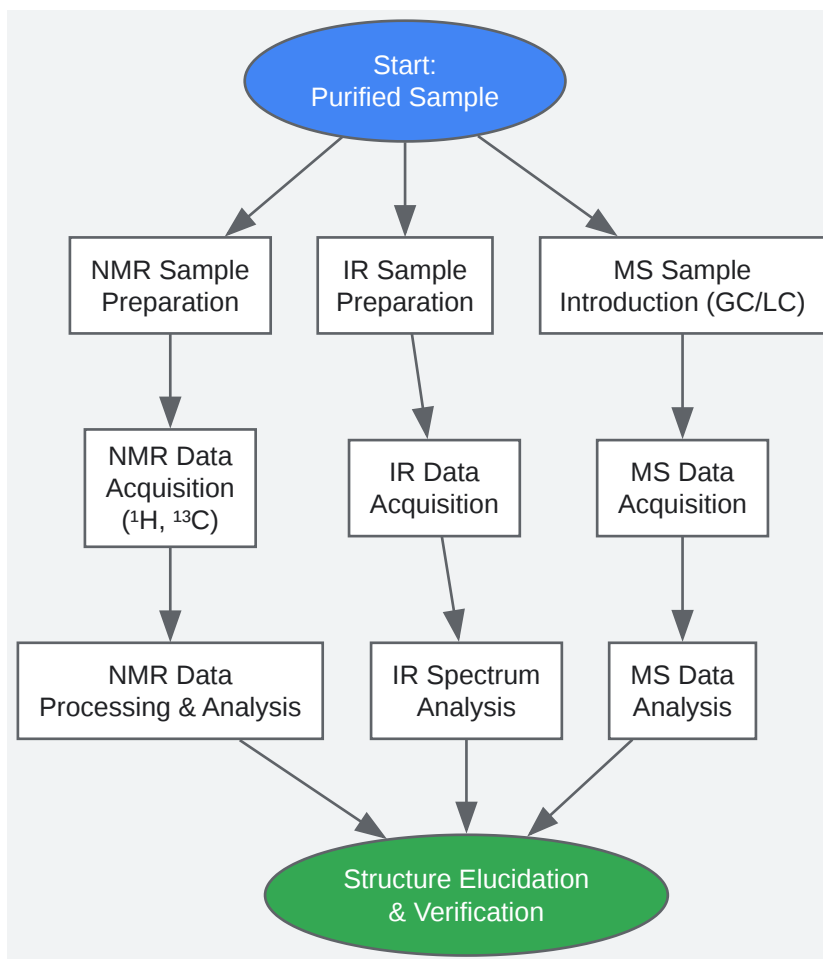 Start:
Purified Sample
NMR Sample
Preparation
IR Sample
Preparation
MS Sample
Introduction (GC/LC)
NMR Data
Acquisition
(¹H, ¹³C)
IR Data
Acquisition
MS Data
Acquisition
NMR Data
Processing & Analysis
IR Spectrum
Analysis
MS Data
Analysis
Structure Elucidation
& Verification